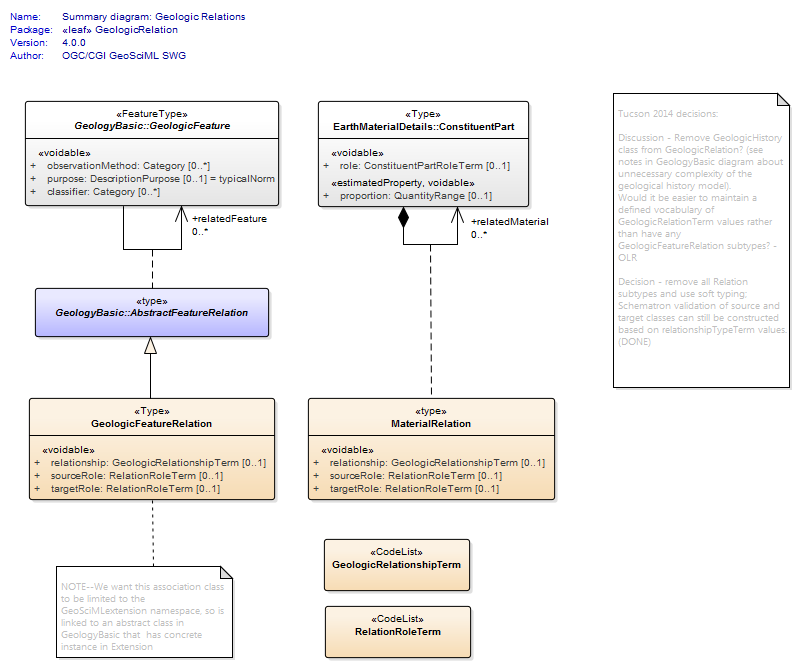 Name: Summary diagram: Geologic Relations
Package: «leaf» GeologicRelation
Version: 4.0.0
Author: OGC/CGI GeoSciML SWG
«FeatureType»
GeologyBasic::GeologicFeature
«voidable»
+ observationMethod: Category [0..*]
+ purpose: DescriptionPurpose [0..1] = typicalNorm
+ classifier: Category [0..*]
+relatedFeature
0..*
«Type»
EarthMaterialDetails::ConstituentPart
«voidable»
+ role: ConstituentPartRoleTerm [0..1]
«estimatedProperty, voidable»
+ proportion: QuantityRange [0..1]
+relatedMaterial
0..*
Tucson 2014 decisions:
Discussion - Remove GeologicHistory
class from GeologicRelation? (see
notes in GeologyBasic diagram about
unnecessary complexity of the
geological history model).
Would it be easier to maintain a
defined vocabulary of
GeologicRelationTerm values rather
than have any
GeologicFeatureRelation subtypes? -
OLR
Decision - remove all Relation
subtypes and use soft typing;
Schematron validation of source and
target classes can still be constructed
based on relationshipTypeTerm values.
(DONE)
«type»
GeologyBasic::AbstractFeatureRelation
«Type»
GeologicFeatureRelation
«voidable»
+ relationship: GeologicRelationshipTerm [0..1]
+ sourceRole: RelationRoleTerm [0..1]
+ targetRole: RelationRoleTerm [0..1]
«type»
MaterialRelation
«voidable»
+ relationship: GeologicRelationshipTerm [0..1]
+ sourceRole: RelationRoleTerm [0..1]
+ targetRole: RelationRoleTerm [0..1]
NOTE--We want this association class
to be limited to the
GeoSciMLextension namespace, so is
linked to an abstract class in
GeologyBasic that has concrete
instance in Extension
«CodeList»
GeologicRelationshipTerm
«CodeList»
RelationRoleTerm